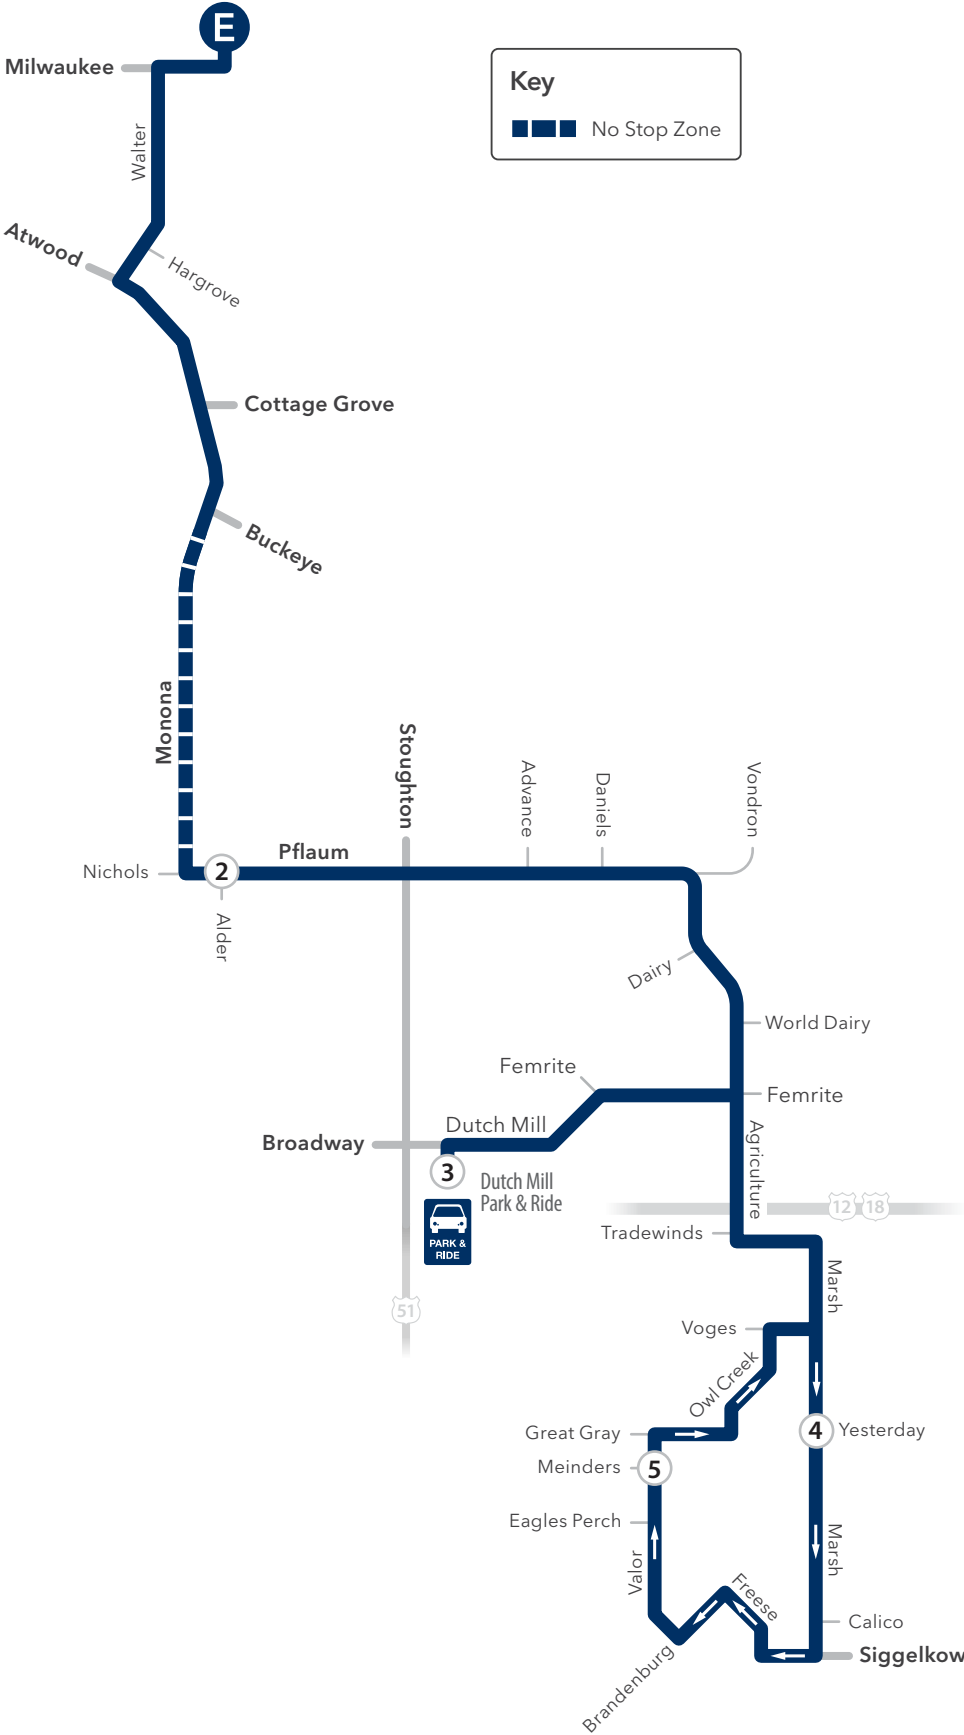 E
Milwaukee
Key
No Stop Zone
Walter
Atwood
Hargrove
Cottage Grove
Buckeye
Monona
Stoughton
Advance
Daniels
Vondron
Pflaum
Nichols
2
Alder
Dairy
World Dairy
Femrite
Femrite
Dutch Mill
Broadway
Agriculture
3
Dutch Mill
Park & Ride
PARK &
RIDE
12
18
Tradewinds
Marsh
51
Voges
Owl Creek
Great Gray
4
Yesterday
Meinders
5
Eagles Perch
Marsh
Valor
Freese
Calico
Siggelkow
Brandenburg